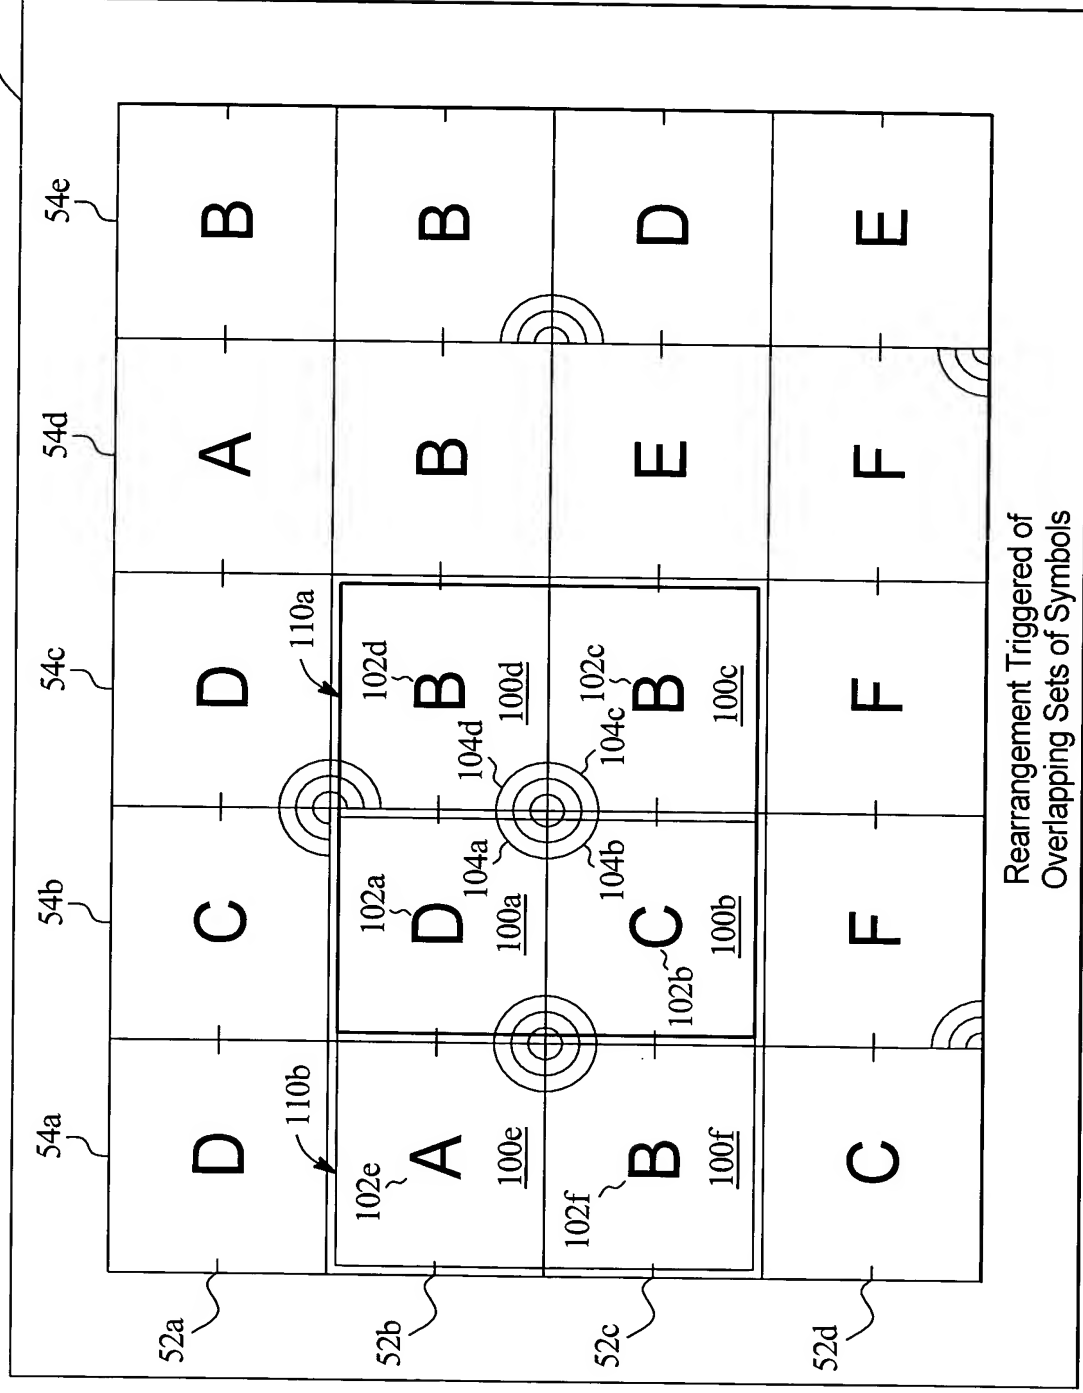 54a 54b 54c 54d 54e
52a D C D A B
110b 110a
102e 102a 102d
52b A D B B B
104a 104d
100e 100a 100d
102f 102c
104b 104c
52c B C B E D
102b
100f 100b 100c
52d C F F F E
Rearrangement Triggered of
Overlapping Sets of Symbols